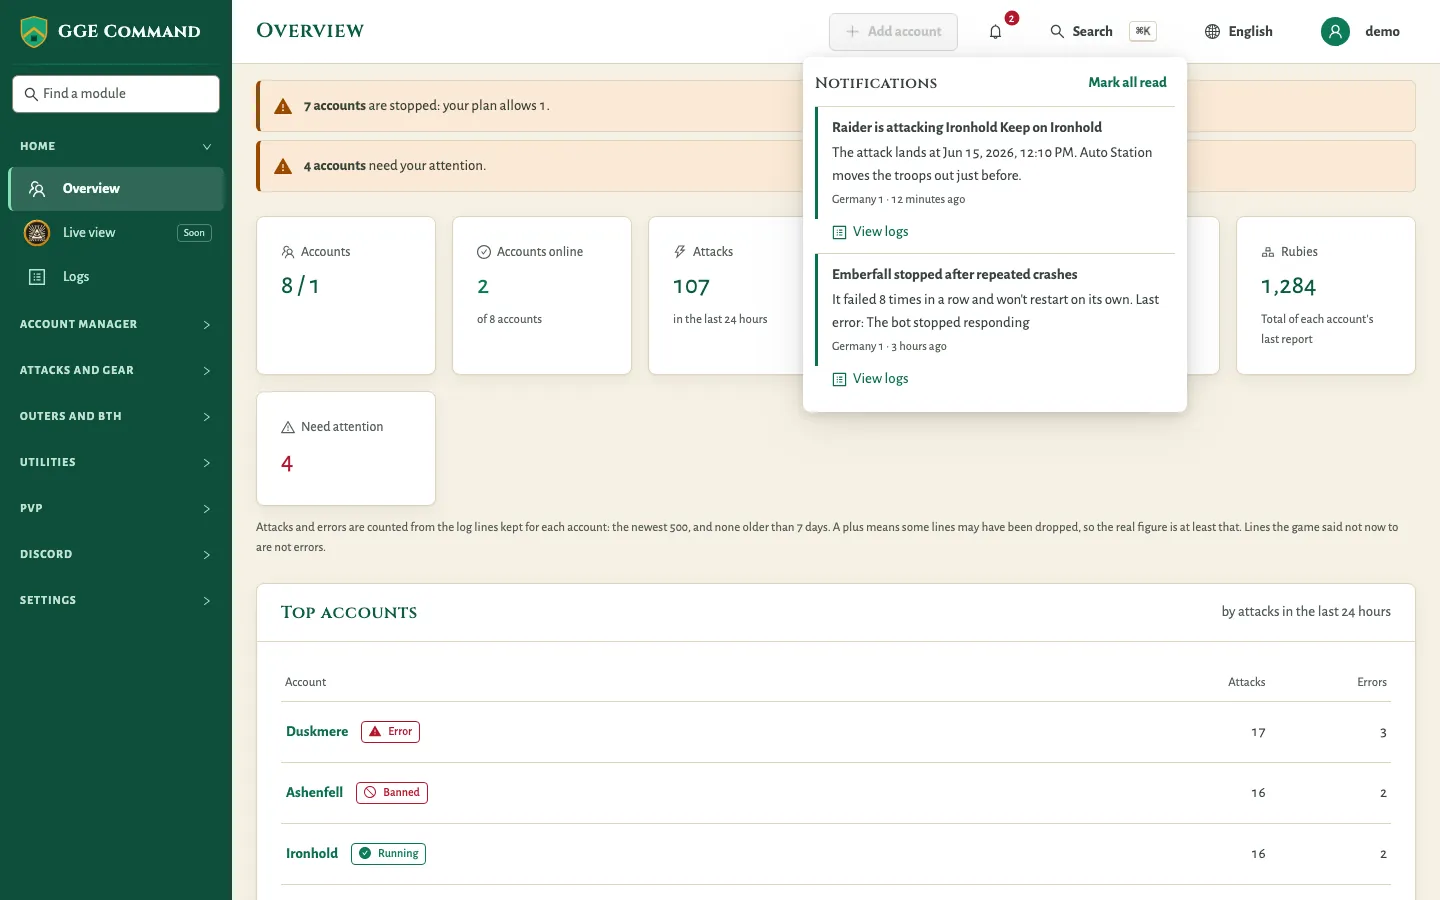 GGE Command
Find a module
HOME
Overview
Live view
Soon
Logs
ACCOUNT MANAGER
ATTACKS AND GEAR
OUTERS AND BTH
UTILITIES
PVP
DISCORD
SETTINGS
Overview
Add account
2
Search
⌘K
English
demo
7 accounts are stopped: your plan allows 1.
4 accounts need your attention.
Notifications
Mark all read
Raider is attacking Ironhold Keep on Ironhold
The attack lands at Jun 15, 2026, 12:10 PM. Auto Station
moves the troops out just before.
Germany 1 · 12 minutes ago
View logs
Emberfall stopped after repeated crashes
It failed 8 times in a row and won't restart on its own. Last
error: The bot stopped responding
Germany 1 · 3 hours ago
View logs
Accounts
8 / 1
Accounts online
2
of 8 accounts
Attacks
107
in the last 24 hours
Rubies
1,284
Total of each account's
last report
Need attention
4
Attacks and errors are counted from the log lines kept for each account: the newest 500, and none older than 7 days. A plus means some lines may have been dropped, so the real figure is at least that. Lines the game said not now to
are not errors.
Top accounts
by attacks in the last 24 hours
Account
Attacks
Errors
Duskmere
Error
17
3
Ashenfell
Banned
16
2
Ironhold
Running
16
2